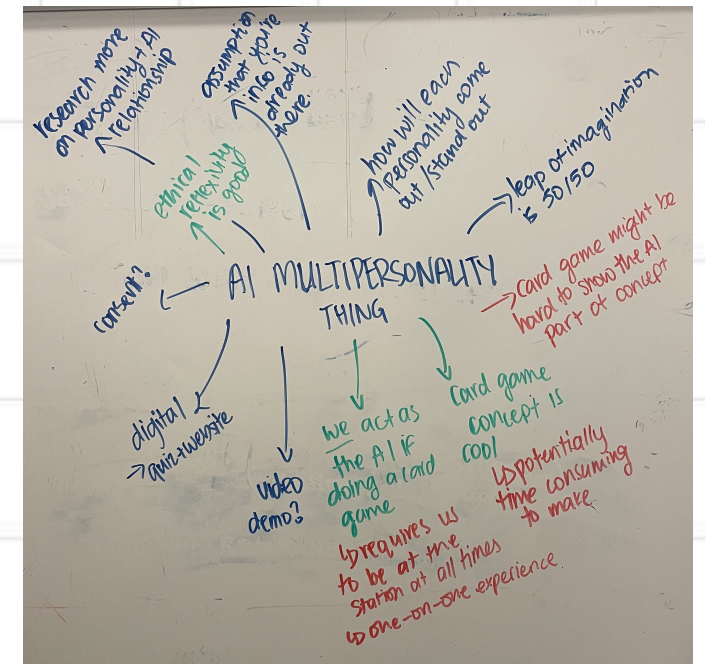 research more
on personality + AI
relationship
assumption
that you're
info is
already out
there.
how will each
personality come
out / stand out
leap of imagination
is 50/50
ethical
reflexivity
is good
consent?
AI MULTIPERSONALITY
THING
card game might be
hard to show the AI
part of concept
digital
quiz + website
video
demo?
we act as
the AI if
doing a card
game
requires us
to be at the
station at all times
one-on-one experience
card game
concept is
cool
potentially
time consuming
to make